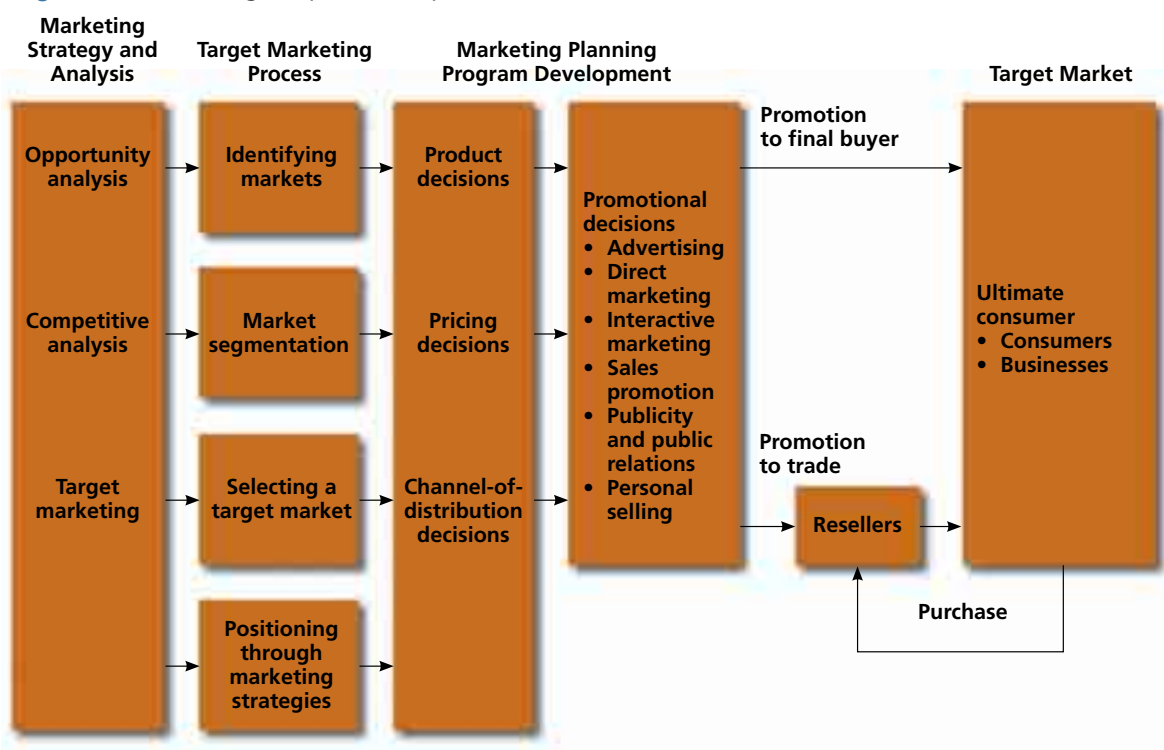 Marketing
Strategy and
Analysis
Target Marketing
Process
Marketing Planning
Program Development
Target Market
Opportunity
analysis
Competitive
analysis
Target
marketing
Identifying
markets
Market
segmentation
Selecting a
target market
Positioning
through
marketing
strategies
Product
decisions
Pricing
decisions
Channel-of-
distribution
decisions
Promotional
decisions
• Advertising
• Direct
marketing
• Interactive
marketing
• Sales
promotion
• Publicity
and public
relations
• Personal
selling
Promotion
to final buyer
Promotion
to trade
Resellers
Ultimate
consumer
• Consumers
• Businesses
Purchase